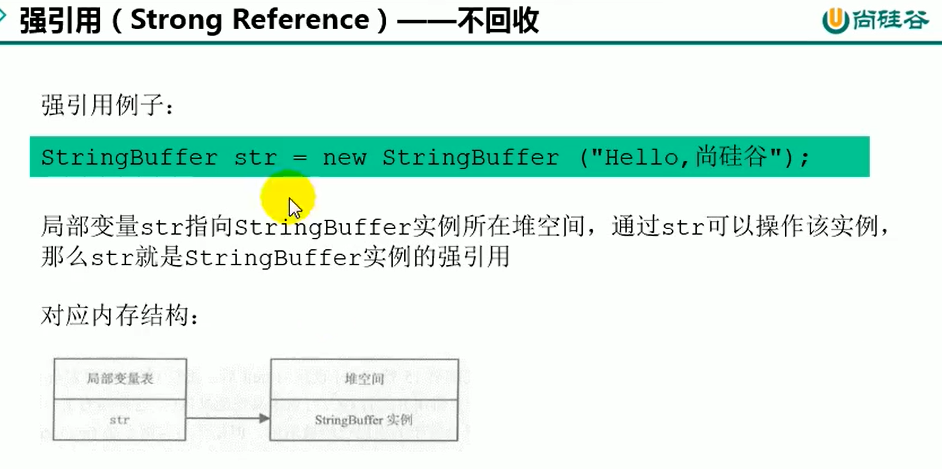 强引用（Strong Reference）——不回收
尚硅谷
强引用例子：
StringBuffer str = new StringBuffer ("Hello,尚硅谷");
局部变量str指向StringBuffer实例所在堆空间，通过str可以操作该实例，
那么str就是StringBuffer实例的强引用
对应内存结构：
局部变量表
堆空间
str
StringBuffer 实例